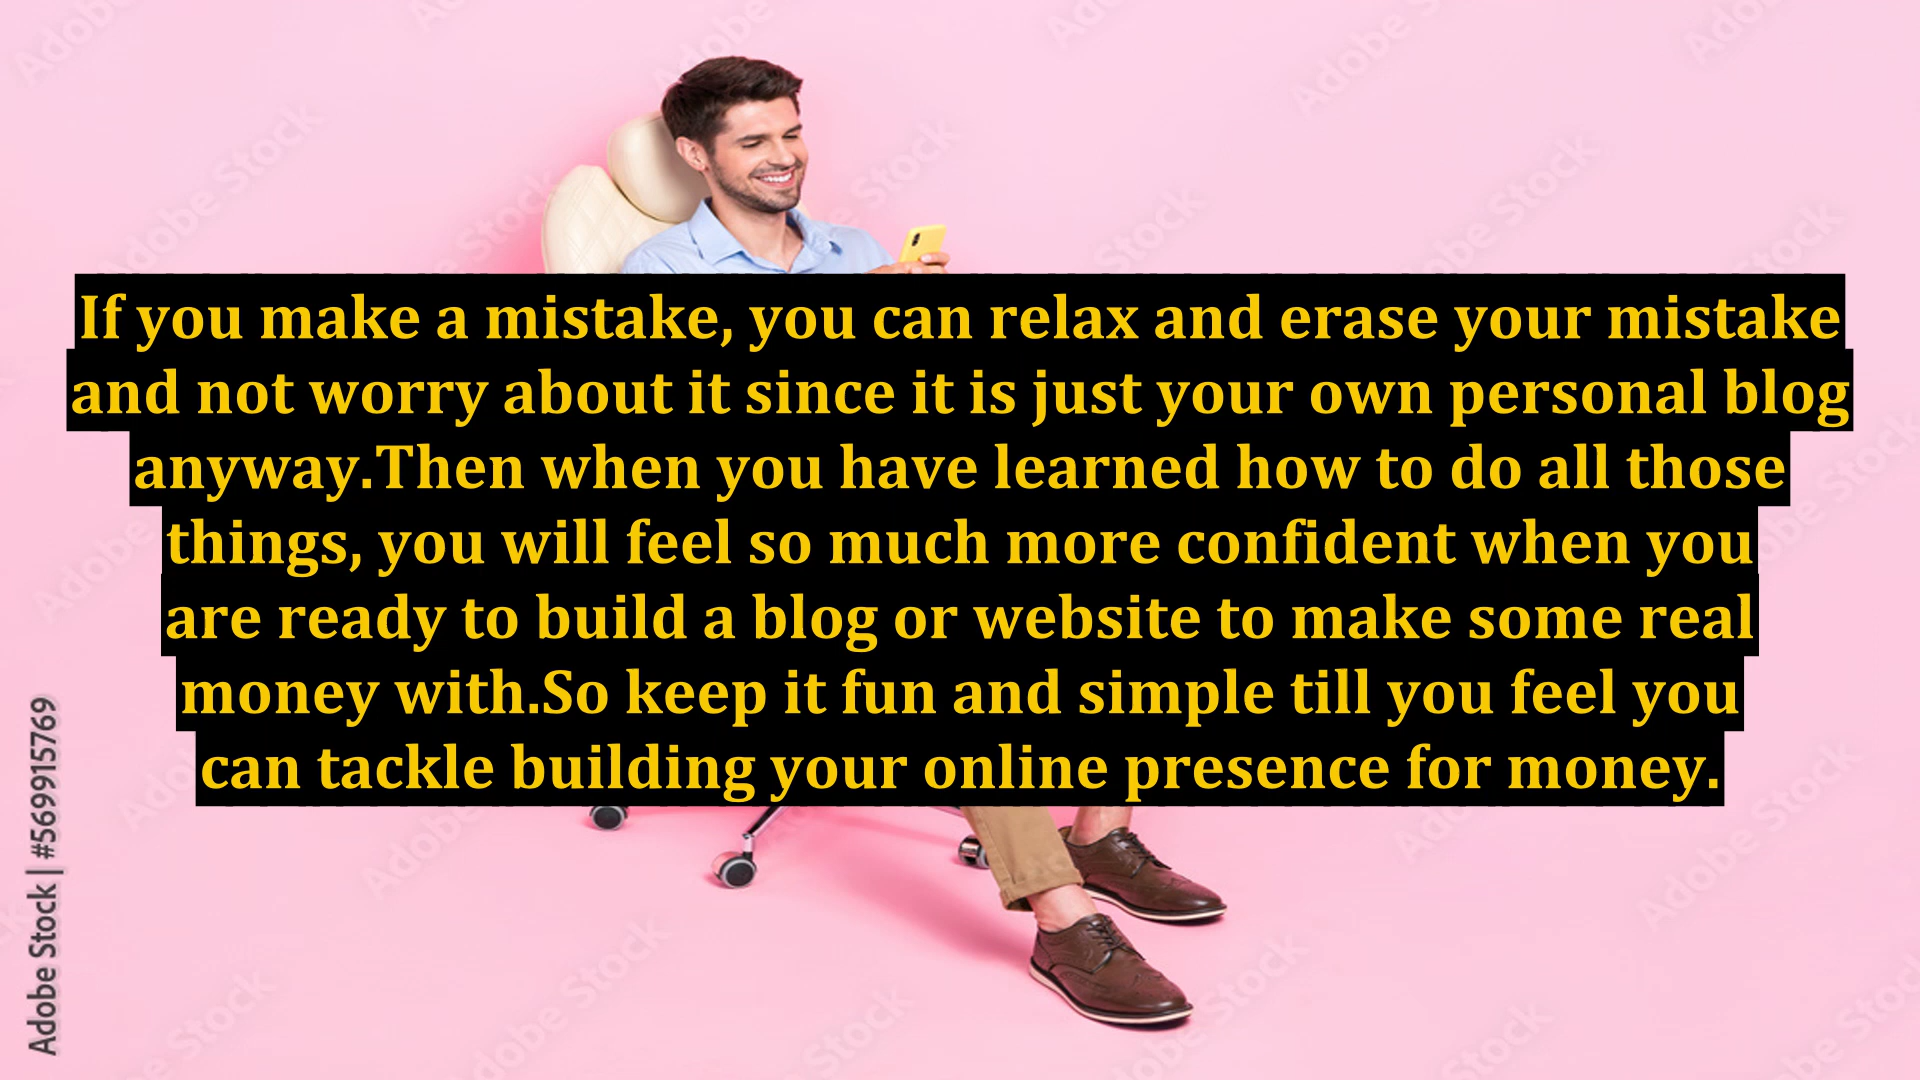 If you make a mistake, you can relax and erase your mistake
and not worry about it since it is just your own personal blog
anyway.Then when you have learned how to do all those
things, you will feel so much more confident when you
are ready to build a blog or website to make some real
money with.So keep it fun and simple till you feel you
can tackle building your online presence for money.
Adobe Stock | #569915769